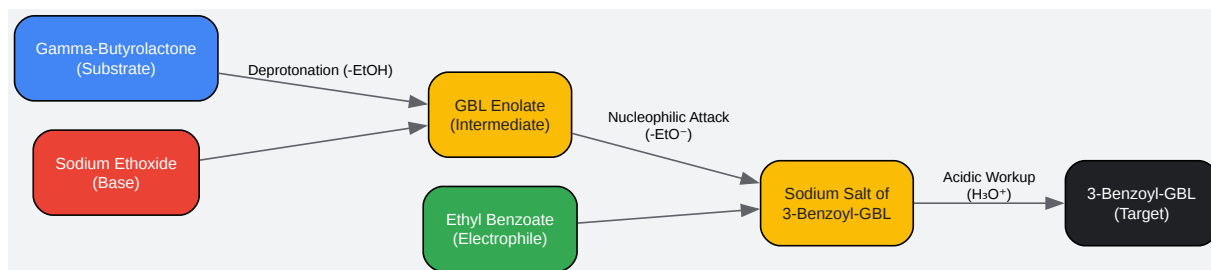 Gamma-Butyrolactone
(Substrate)
Deprotonation (-EtOH)
Sodium Ethoxide
(Base)
GBL Enolate
(Intermediate)
Nucleophilic Attack
(-EtO⁻)
Ethyl Benzoate
(Electrophile)
Sodium Salt of
3-Benzoyl-GBL
Acidic Workup
(H₃O⁺)
3-Benzoyl-GBL
(Target)